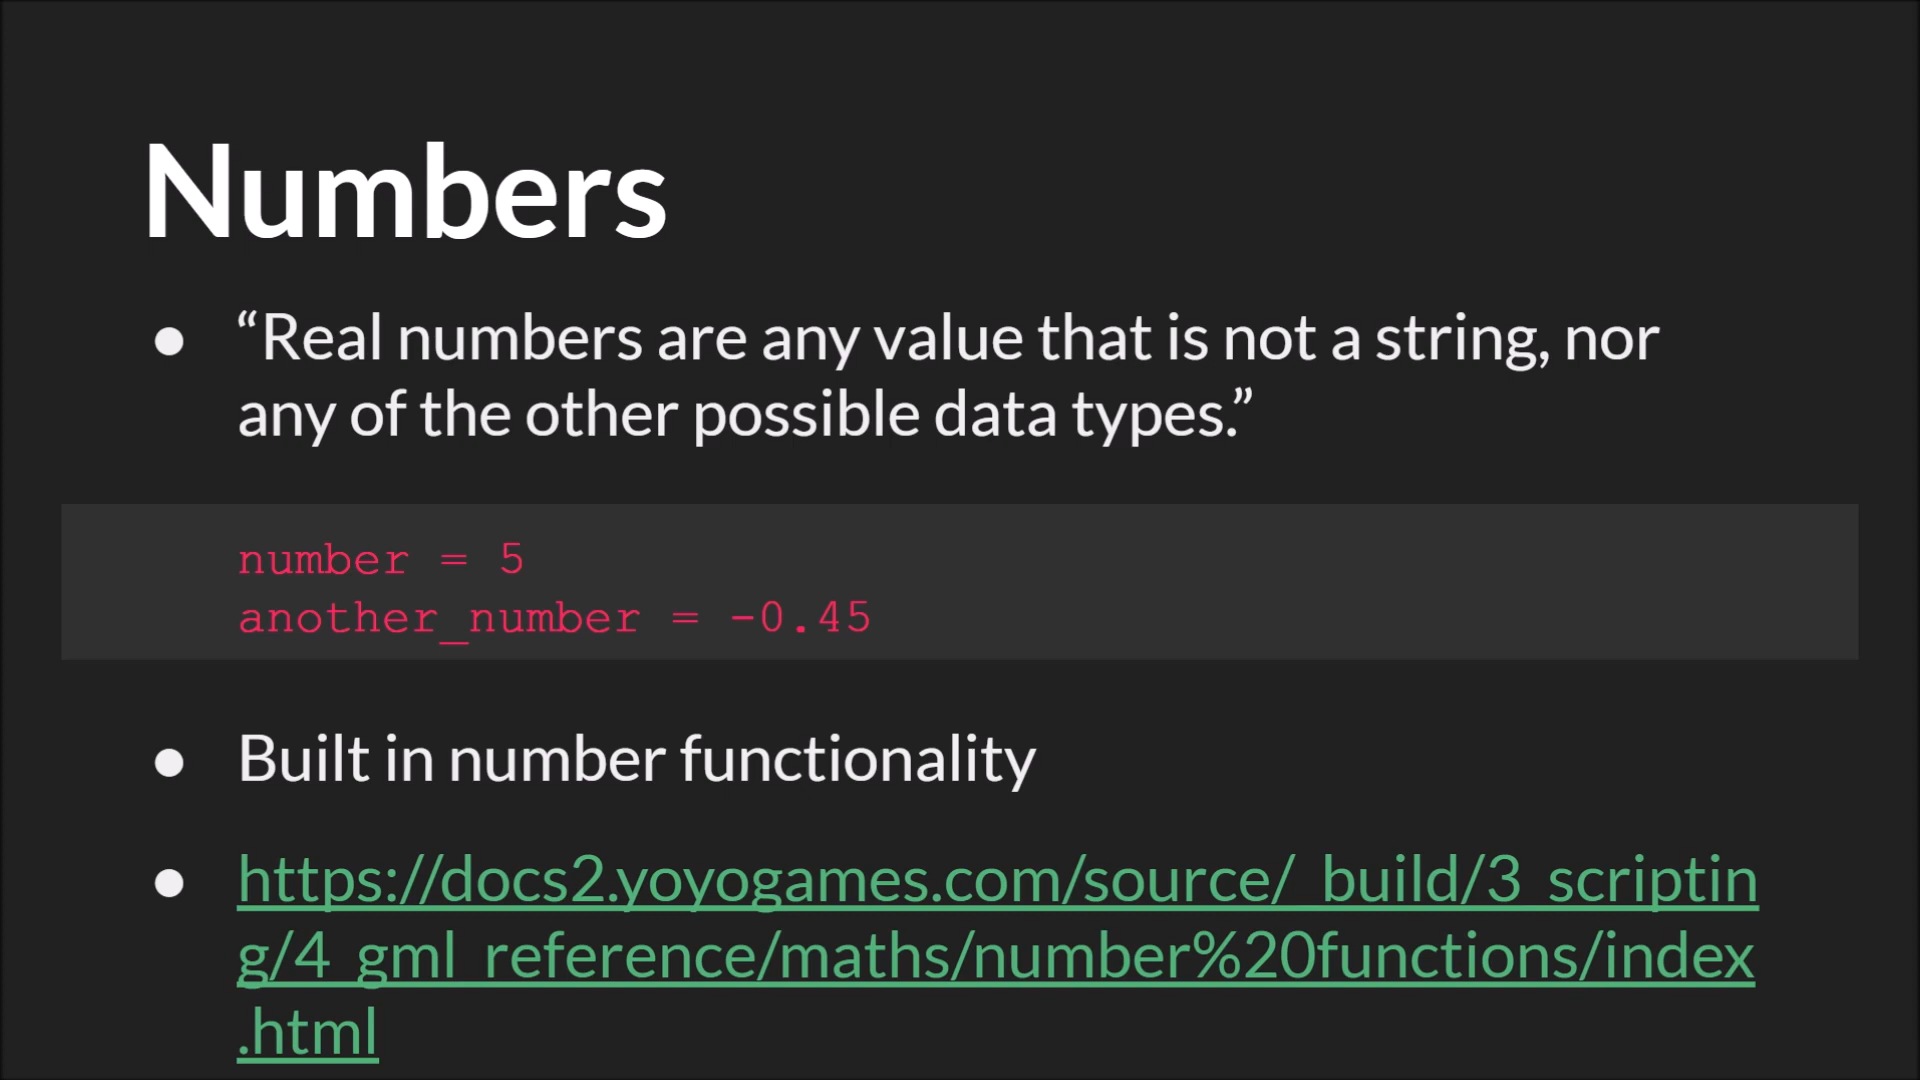 Numbers
● “Real numbers are any value that is not a string, nor
any of the other possible data types.”
number = 5
another_number = -0.45
● Built in number functionality
● https://docs2.yoyogames.com/source/_build/3_scriptin
g/4_gml_reference/maths/number%20functions/index
.html